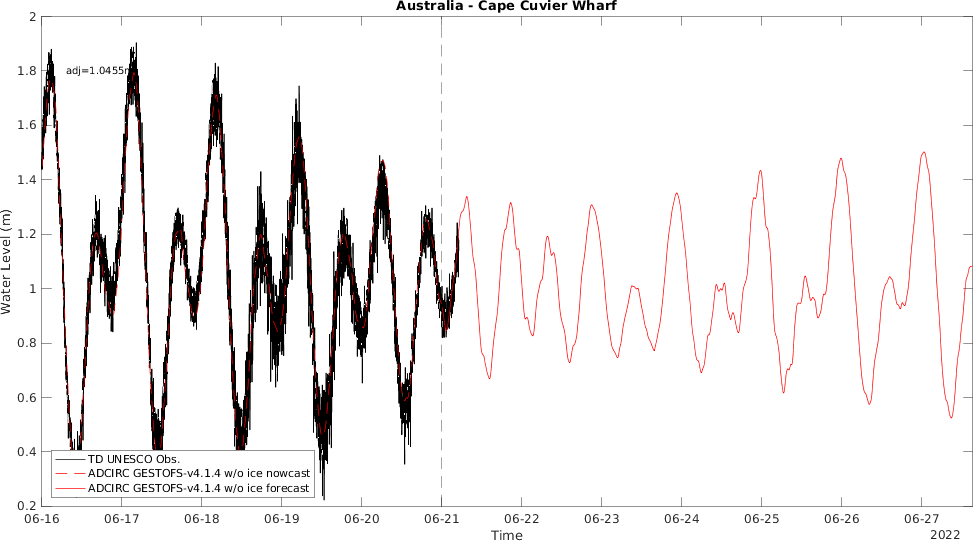 Australia - Cape Cuvier Wharf
2
1.8
1.6
1.4
1.2
1
0.8
0.6
0.4
0.2
Water Level (m)
adj=1.0455m
TD UNESCO Obs.
ADCIRC GESTOFS-v4.1.4 w/o ice nowcast
ADCIRC GESTOFS-v4.1.4 w/o ice forecast
06-16 06-17 06-18 06-19 06-20 06-21 06-22 06-23 06-24 06-25 06-26 06-27
Time
2022